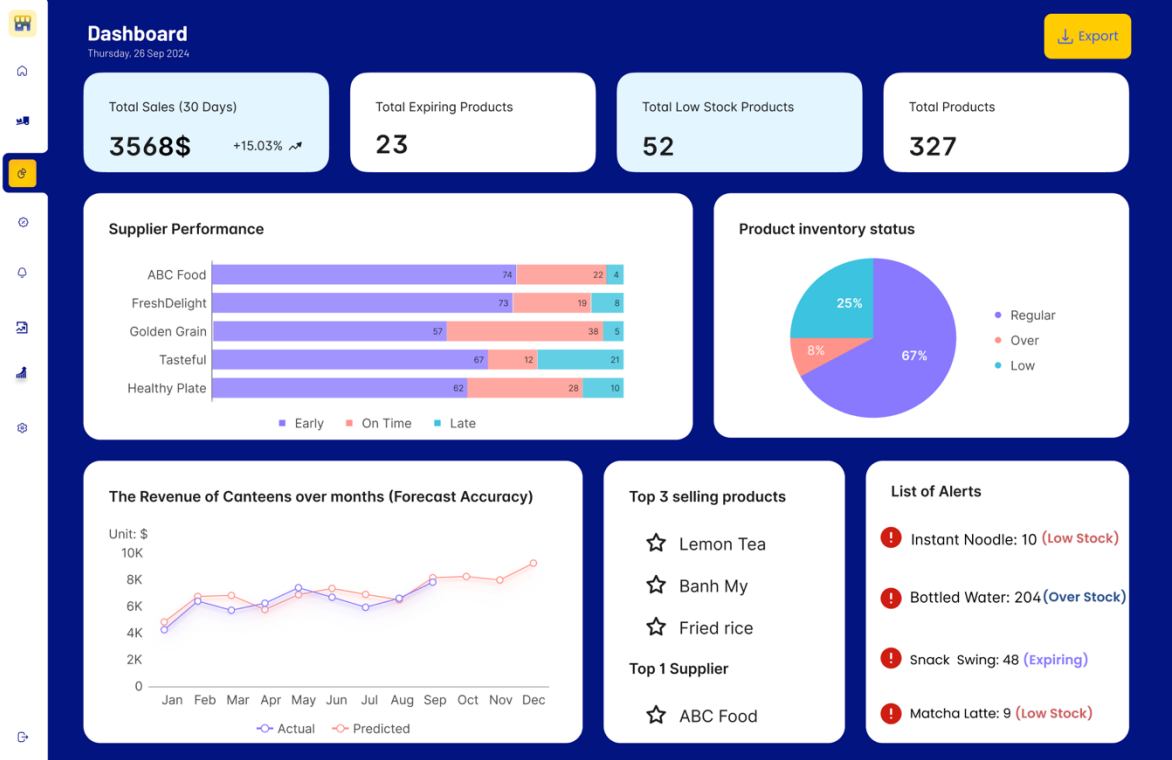 Dashboard
Thursday, 26 Sep 2024
Export
Total Sales (30 Days)
3568$ +15.03%
Total Expiring Products
23
Total Low Stock Products
52
Total Products
327
Supplier Performance
ABC Food 74 22 4
FreshDelight 73 19 8
Golden Grain 57 38 5
Tasteful 67 12 21
Healthy Plate 62 28 10
Early On Time Late
Product inventory status
25%
8%
67%
Regular
Over
Low
The Revenue of Canteens over months (Forecast Accuracy)
Unit: $
10K
8K
6K
4K
2K
0
Jan Feb Mar Apr May Jun Jul Aug Sep Oct Nov Dec
Actual Predicted
Top 3 selling products
Lemon Tea
Banh My
Fried rice
Top 1 Supplier
ABC Food
List of Alerts
Instant Noodle: 10 (Low Stock)
Bottled Water: 204 (Over Stock)
Snack Swing: 48 (Expiring)
Matcha Latte: 9 (Low Stock)